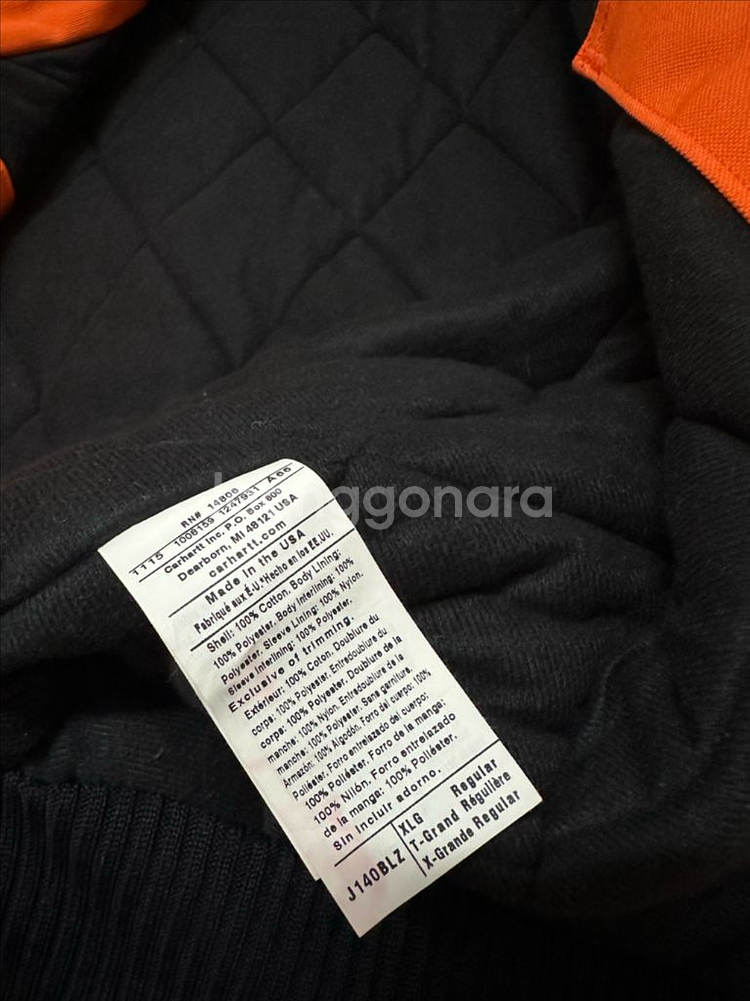 RN# 14806
1115 1006159 1247931 A66
Carhartt Inc. P.O. Box 600
Dearborn, MI 48121 USA
carhartt.com
Made in the USA
Fabriqué aux É-U.*Hecho en los EE.UU.
Shell: 100% Cotton. Body Lining:
100% Polyester. Body Interlining: 100%
Polyester. Sleeve Lining: 100% Nylon.
Sleeve Interlining: 100% Polyester.
Exclusive of trimming.
Extérieur: 100% Coton. Doublure du
corps: 100% Polyester. Entredoublure du
corps: 100% Polyester. Doublure de la
manche: 100% Nylon. Entredoublure de la
manche: 100% Polyester. Sans garniture.
Armazón: 100% Algodón. Forro del cuerpo: 100%
Poliéster. Forro entrelazado del cuerpo:
100% Poliéster. Forro de la manga:
100% Nilón. Forro entrelazado
de la manga: 100% Poliéster.
Sin incluir adorno.
J140BLZ
XLG Regular
T-Grand Régulière
X-Grande Regular